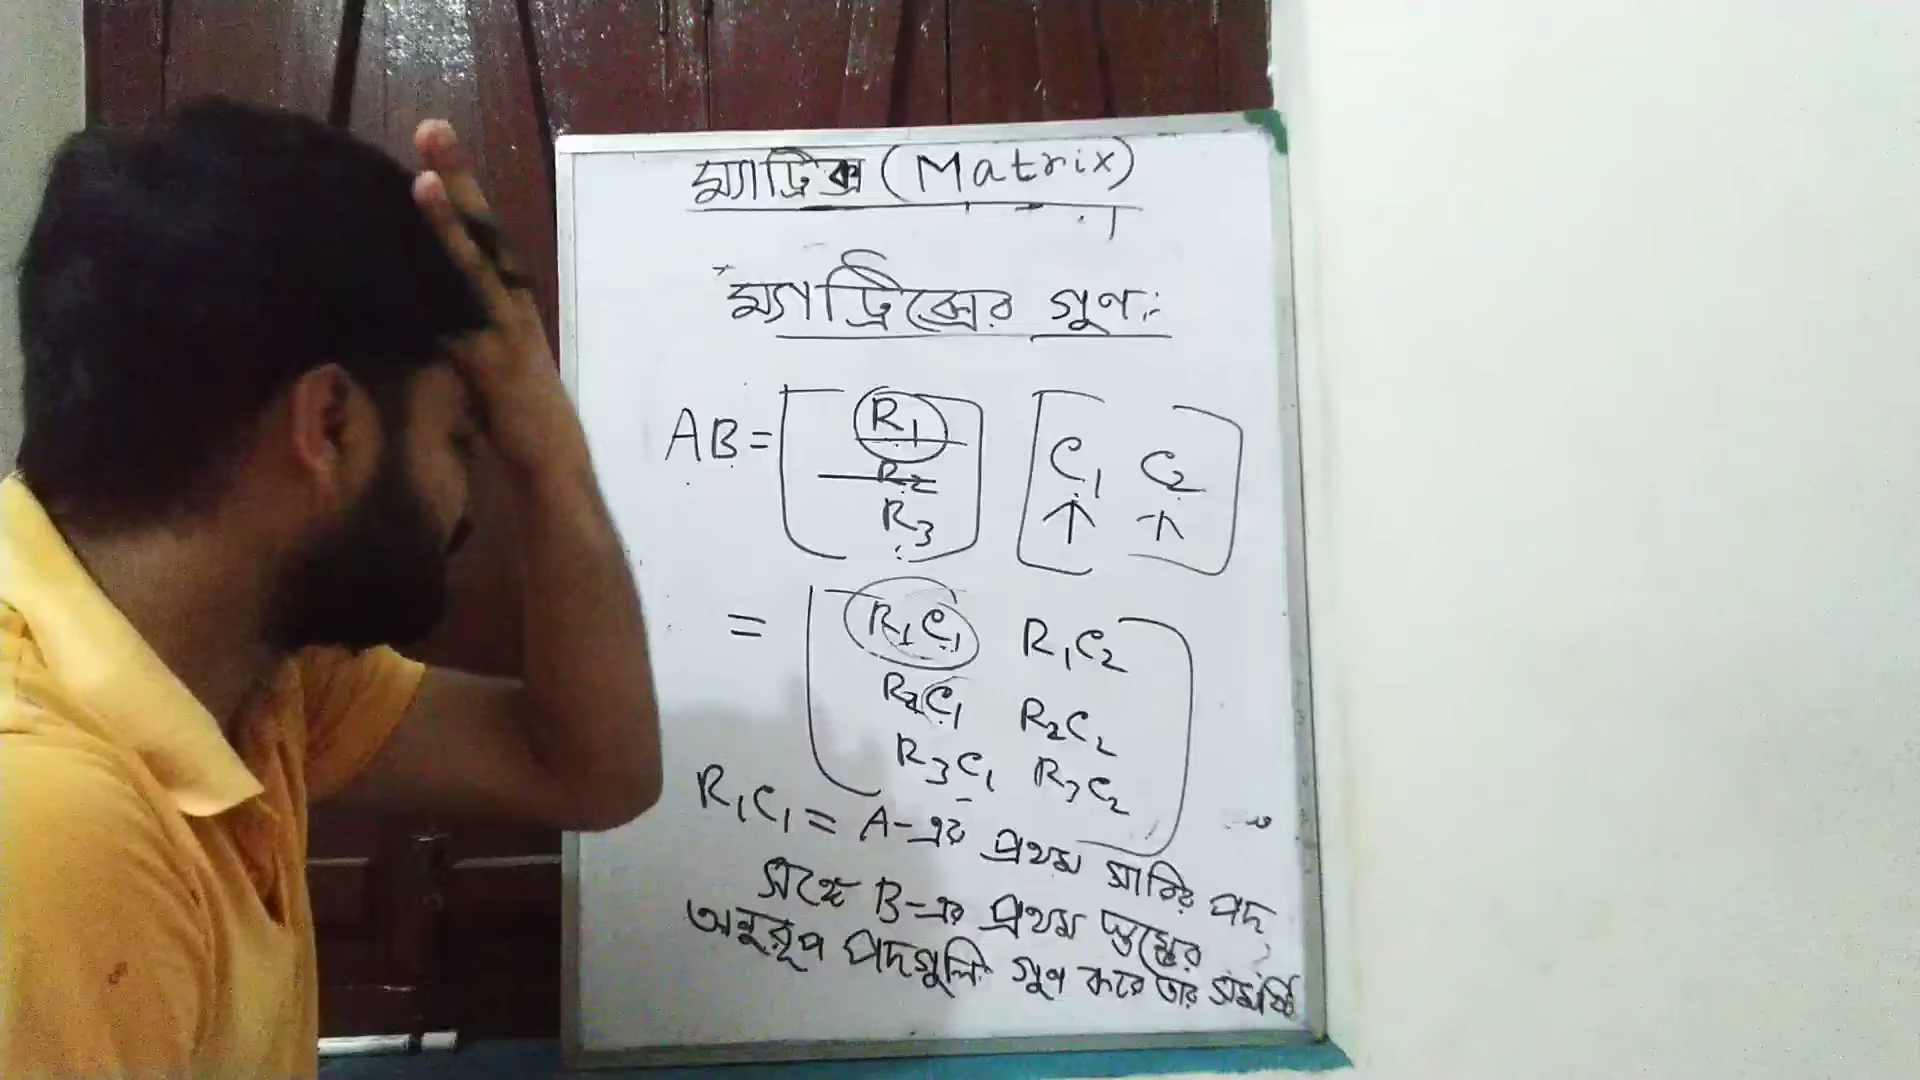 ম্যাট্রিক্স (Matrix)
ম্যাট্রিক্সের গুণ:-
AB = [ R₁ ] [ C₁ C₂ ]
R₂
R₃
↑ ↑
= [ R₁C₁ R₁C₂
R₂C₁ R₂C₂
R₃C₁ R₃C₂ ]
R₁C₁ = A-এর প্রথম সারির পদ
সঙ্গে B-এর প্রথম স্তম্ভের
অনুরূপ পদগুলি গুণ করে তার সমষ্টি